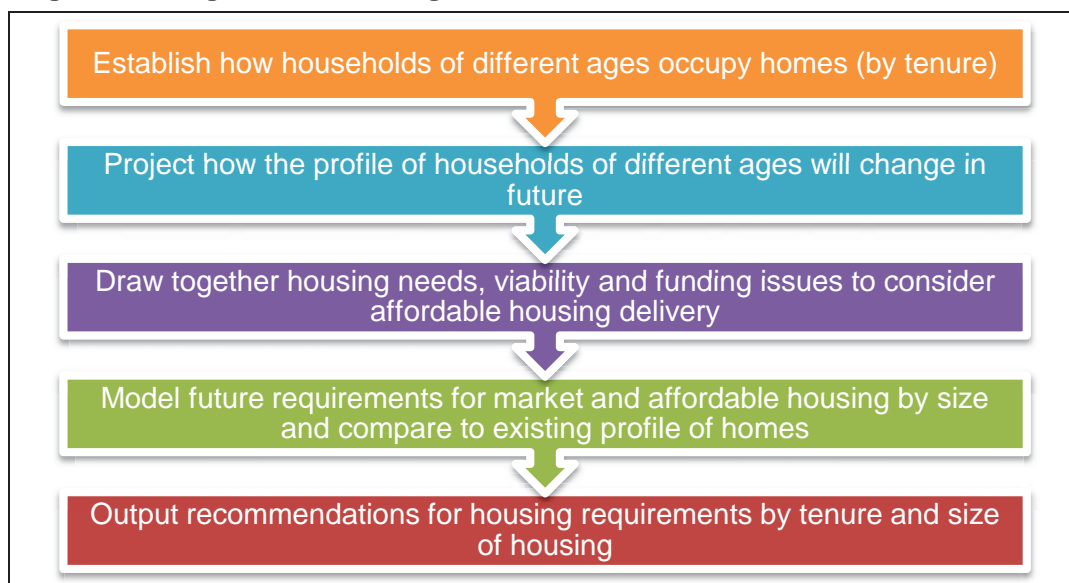 Establish how households of different ages occupy homes (by tenure)
Project how the profile of households of different ages will change in
future
Draw together housing needs, viability and funding issues to consider
affordable housing delivery
Model future requirements for market and affordable housing by size
and compare to existing profile of homes
Output recommendations for housing requirements by tenure and size
of housing